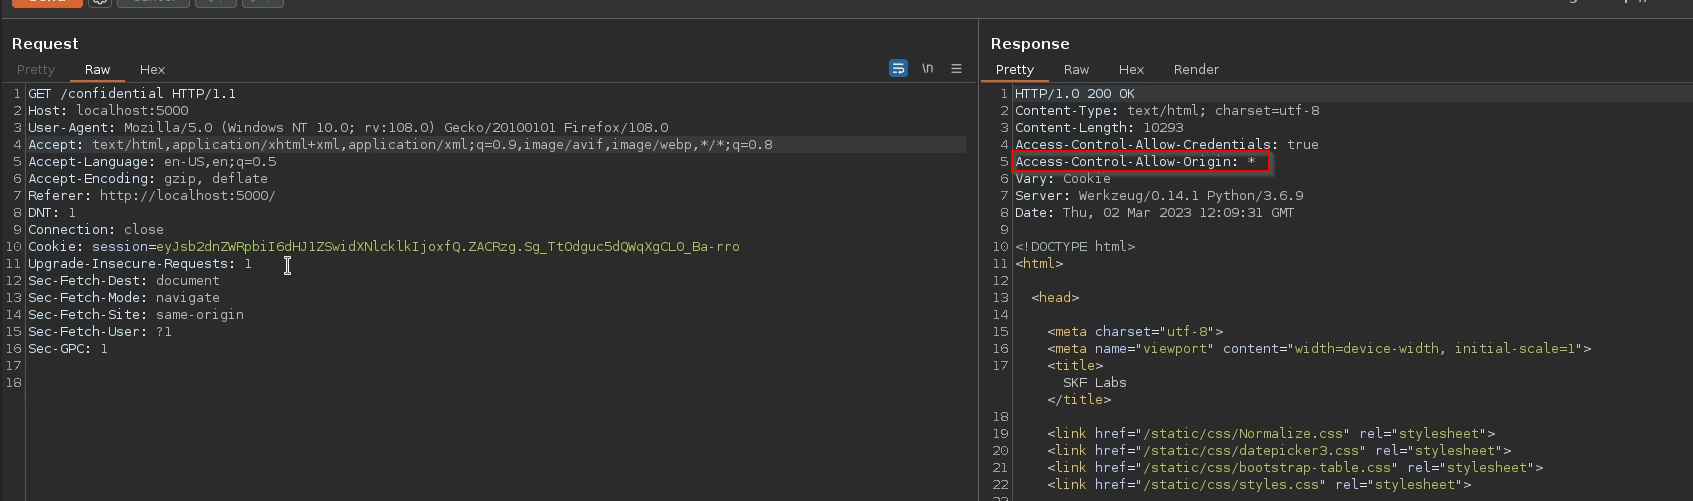 Send
Cancel
Request
Response
Pretty Raw Hex
\n
Pretty Raw Hex Render
1 GET /confidential HTTP/1.1
2 Host: localhost:5000
3 User-Agent: Mozilla/5.0 (Windows NT 10.0; rv:108.0) Gecko/20100101 Firefox/108.0
4 Accept: text/html,application/xhtml+xml,application/xml;q=0.9,image/avif,image/webp,*/*;q=0.8
5 Accept-Language: en-US,en;q=0.5
6 Accept-Encoding: gzip, deflate
7 Referer: http://localhost:5000/
8 DNT: 1
9 Connection: close
10 Cookie: session=eyJsb2dnZWRpbiI6dHJ1ZSwidXNlcklkIjoxfQ.ZACRzg.Sg_TtOdguc5dQWqXgCL0_Ba-rro
11 Upgrade-Insecure-Requests: 1
12 Sec-Fetch-Dest: document
13 Sec-Fetch-Mode: navigate
14 Sec-Fetch-Site: same-origin
15 Sec-Fetch-User: ?1
16 Sec-GPC: 1
17
18
1 HTTP/1.0 200 OK
2 Content-Type: text/html; charset=utf-8
3 Content-Length: 10293
4 Access-Control-Allow-Credentials: true
5 Access-Control-Allow-Origin: *
6 Vary: Cookie
7 Server: Werkzeug/0.14.1 Python/3.6.9
8 Date: Thu, 02 Mar 2023 12:09:31 GMT
9
10 <!DOCTYPE html>
11 <html>
12
13 <head>
14
15 <meta charset="utf-8">
16 <meta name="viewport" content="width=device-width, initial-scale=1">
17 <title>
SKF Labs
</title>
18
19 <link href="/static/css/Normalize.css" rel="stylesheet">
20 <link href="/static/css/datepicker3.css" rel="stylesheet">
21 <link href="/static/css/bootstrap-table.css" rel="stylesheet">
22 <link href="/static/css/styles.css" rel="stylesheet">